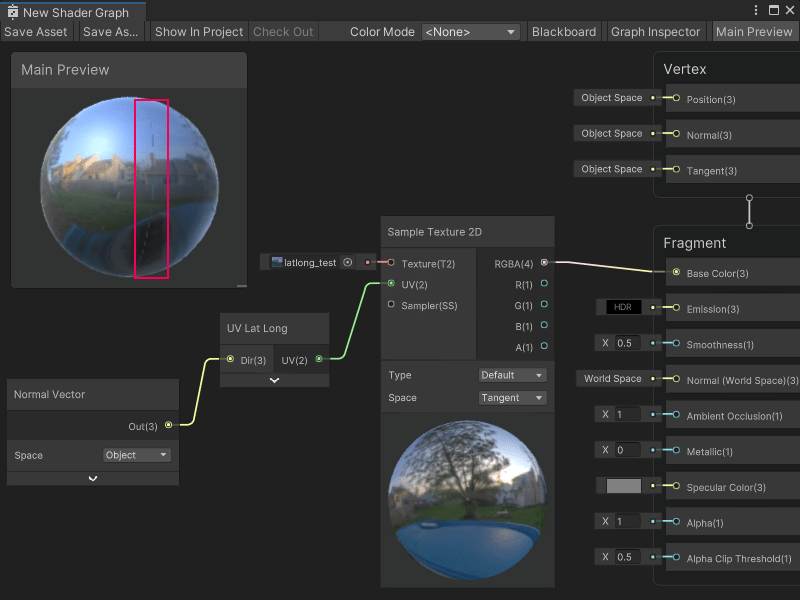 New Shader Graph
Save Asset Save As... Show In Project Check Out Color Mode <None> Blackboard Graph Inspector Main Preview
Main Preview
Vertex
Object Space Position(3)
Object Space Normal(3)
Object Space Tangent(3)
Sample Texture 2D
latlong_test Texture(T2) RGBA(4)
UV(2) R(1)
Sampler(SS) G(1)
B(1)
A(1)
Type Default
Space Tangent
UV Lat Long
Dir(3) UV(2)
Normal Vector
Out(3)
Space Object
Fragment
Base Color(3)
HDR Emission(3)
X 0.5 Smoothness(1)
World Space Normal (World Space)(3)
X 1 Ambient Occlusion(1)
X 0 Metallic(1)
Specular Color(3)
X 1 Alpha(1)
X 0.5 Alpha Clip Threshold(1)